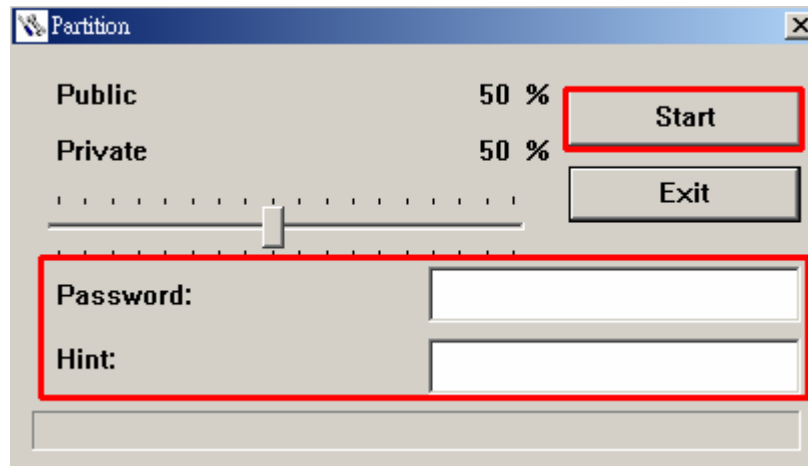 Partition
Public 50 %
Start
Private 50 %
Exit
Password:
Hint: